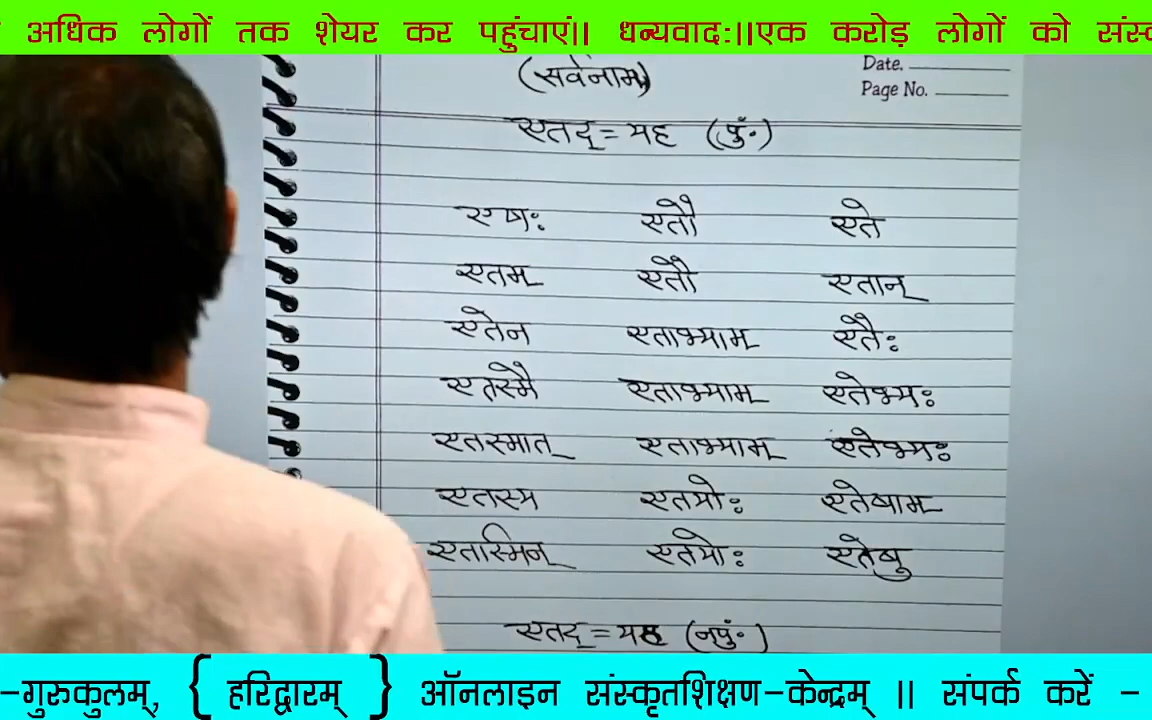 अधिक लोगों तक शेयर कर पहुंचाएं।। धन्यवादः।।एक करोड़ लोगों को
(सर्वनाम)
Date.
Page No.
एतद् = यह (पुं॰)
एषः एतौ एते
एतम् एतौ एतान्
एतेन एताभ्याम् एतैः
एतस्मै एताभ्याम् एतेभ्यः
एतस्मात् एताभ्याम् एतेभ्यः
एतस्य एतयोः एतेषाम्
एतस्मिन् एतयोः एतेषु
एतद् = यह (नपुं॰)
-गुरुकुलम्, { हरिद्वारम् } ऑनलाइन संस्कृतशिक्षण-केन्द्रम् ।। संपर्क करें -